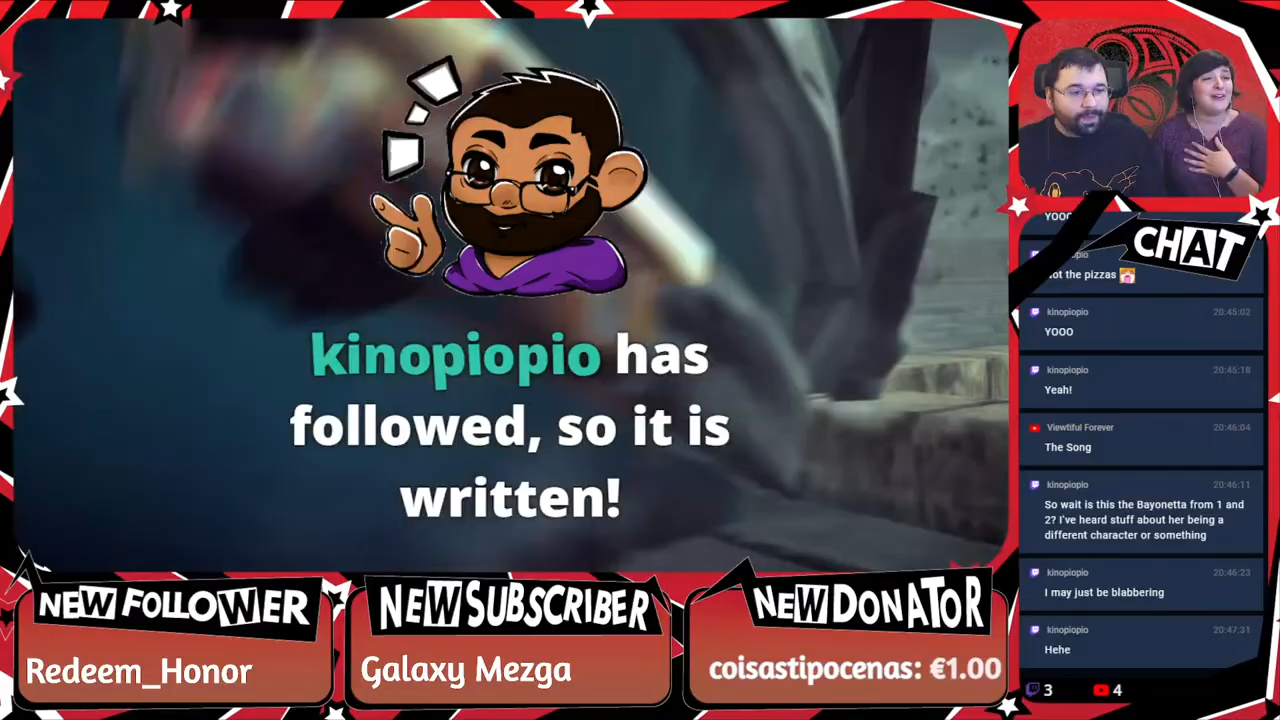 kinopiopio has
followed, so it is
written!
NEW FOLLOWER
Redeem_Honor
NEW SUBSCRIBER
Galaxy Mezga
NEW DONATOR
coisastipocenas: €1.00
CHAT
Not the pizzas
kinopiopio 20:45:02
YOOO
kinopiopio 20:45:18
Yeah!
Viewtiful Forever 20:46:04
The Song
kinopiopio 20:46:11
So wait is this the Bayonetta from 1 and
2? I've heard stuff about her being a
different character or something
kinopiopio 20:46:23
I may just be blabbering
kinopiopio 20:47:31
Hehe
3 4